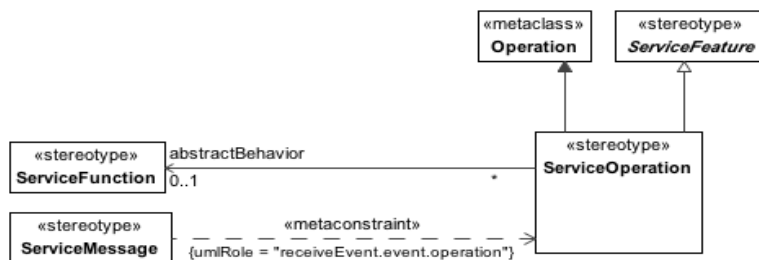 «metaclass»
Operation
«stereotype»
ServiceFeature
«stereotype»
ServiceOperation
«stereotype»
ServiceFunction
abstractBehavior
0..1
*
«stereotype»
ServiceMessage
«metaconstraint»
{umlRole = "receiveEvent.event.operation"}